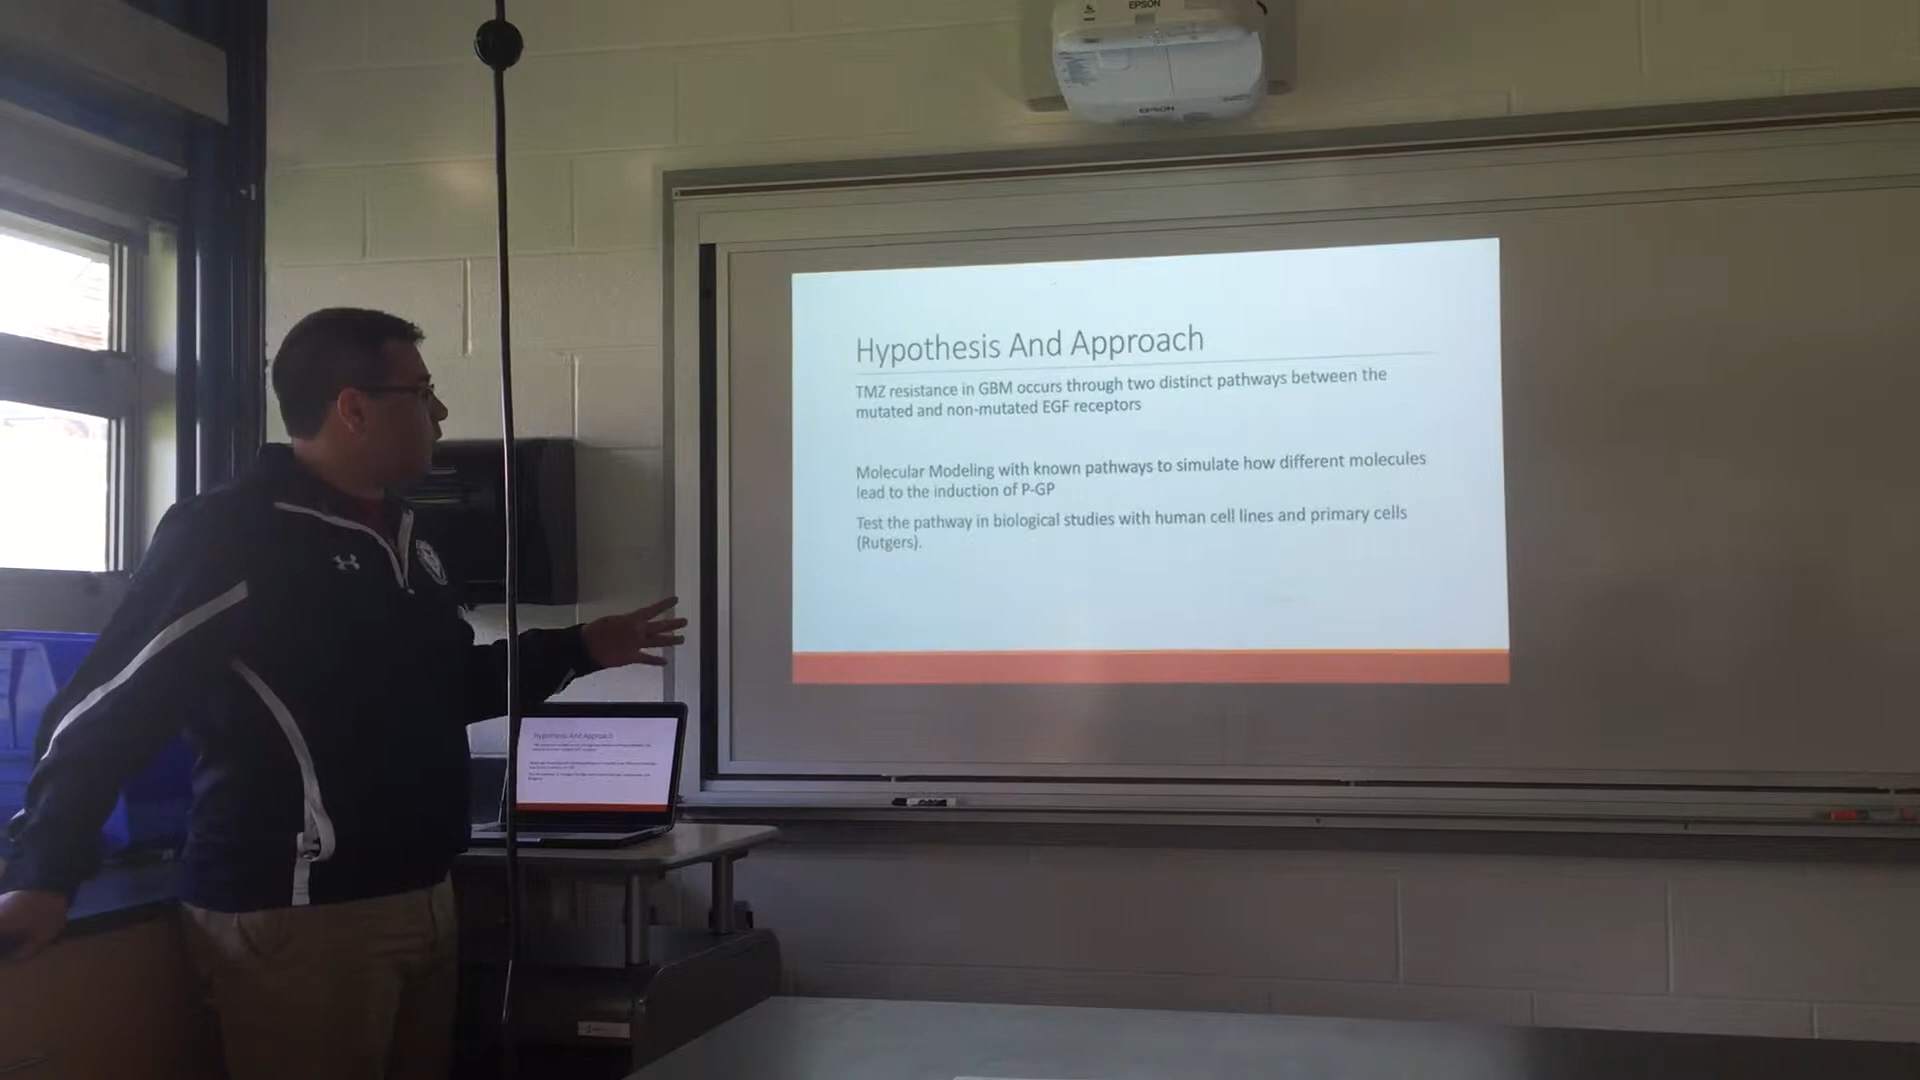 EPSON
EPSON
Hypothesis And Approach
TMZ resistance in GBM occurs through two distinct pathways between the
mutated and non-mutated EGF receptors
Molecular Modeling with known pathways to simulate how different molecules
lead to the induction of P-GP
Test the pathway in biological studies with human cell lines and primary cells
(Rutgers).
Hypothesis And Approach